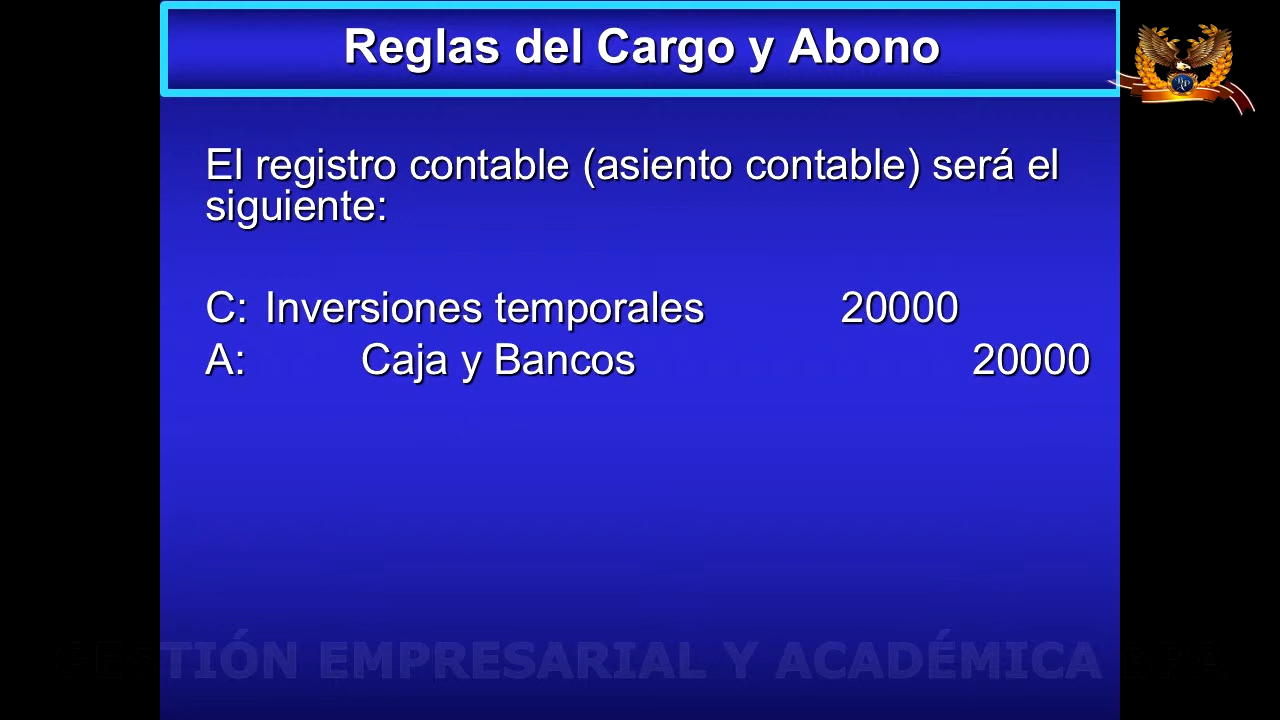 Reglas del Cargo y Abono
El registro contable (asiento contable) será el
siguiente:
C: Inversiones temporales 20000
A: Caja y Bancos 20000
GESTIÓN EMPRESARIAL Y ACADÉMICA